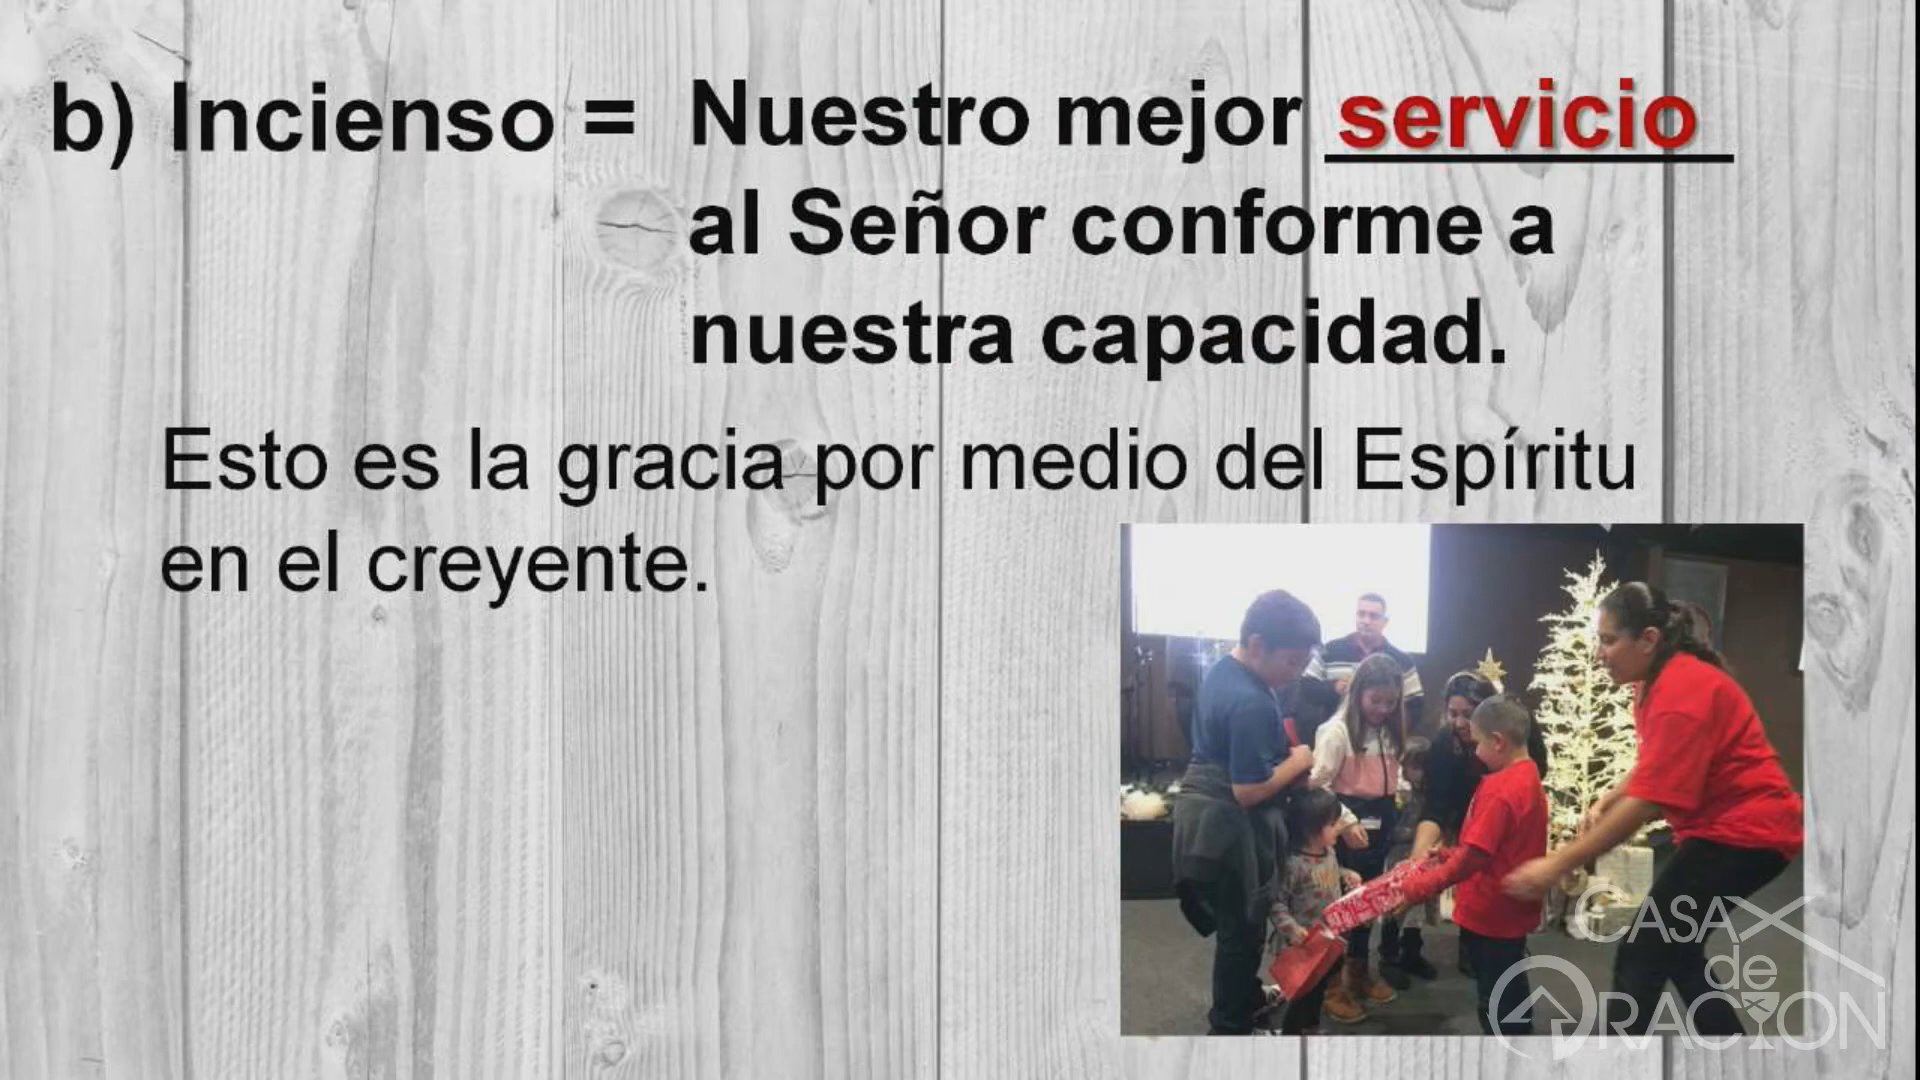 b) Incienso = Nuestro mejor servicio
al Señor conforme a
nuestra capacidad.
Esto es la gracia por medio del Espíritu
en el creyente.
CASA
de
ORACION